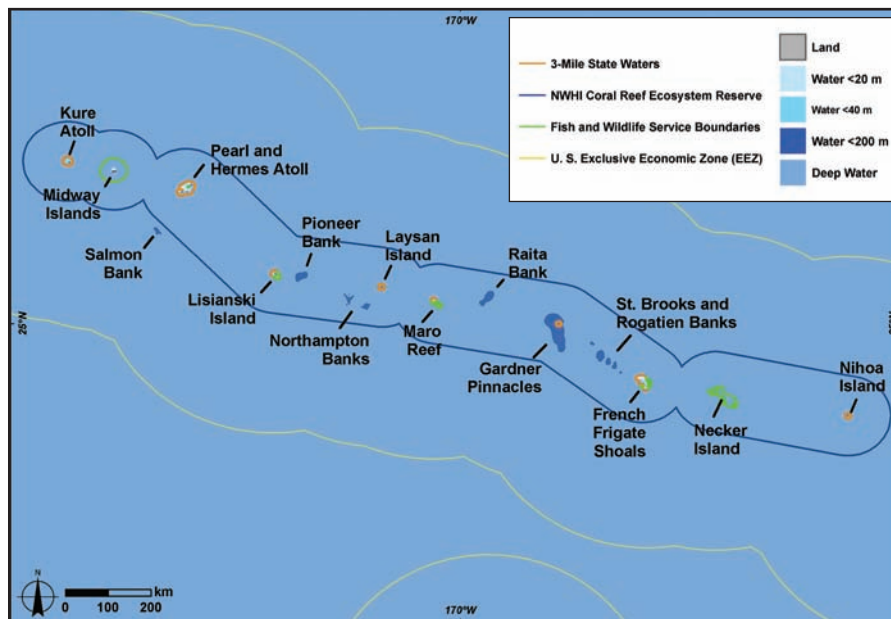 170°W
3-Mile State Waters
NWHI Coral Reef Ecosystem Reserve
Fish and Wildlife Service Boundaries
U. S. Exclusive Economic Zone (EEZ)
Land
Water <20 m
Water <40 m
Water <200 m
Deep Water
Kure
Atoll
Pearl and
Hermes Atoll
Midway
Islands
Salmon
Bank
Pioneer
Bank
Laysan
Island
Raita
Bank
Lisianski
Island
Northampton
Banks
Maro
Reef
St. Brooks and
Rogatien Banks
Gardner
Pinnacles
French
Frigate
Shoals
Necker
Island
Nihoa
Island
25°N
N
km
0 100 200
170°W